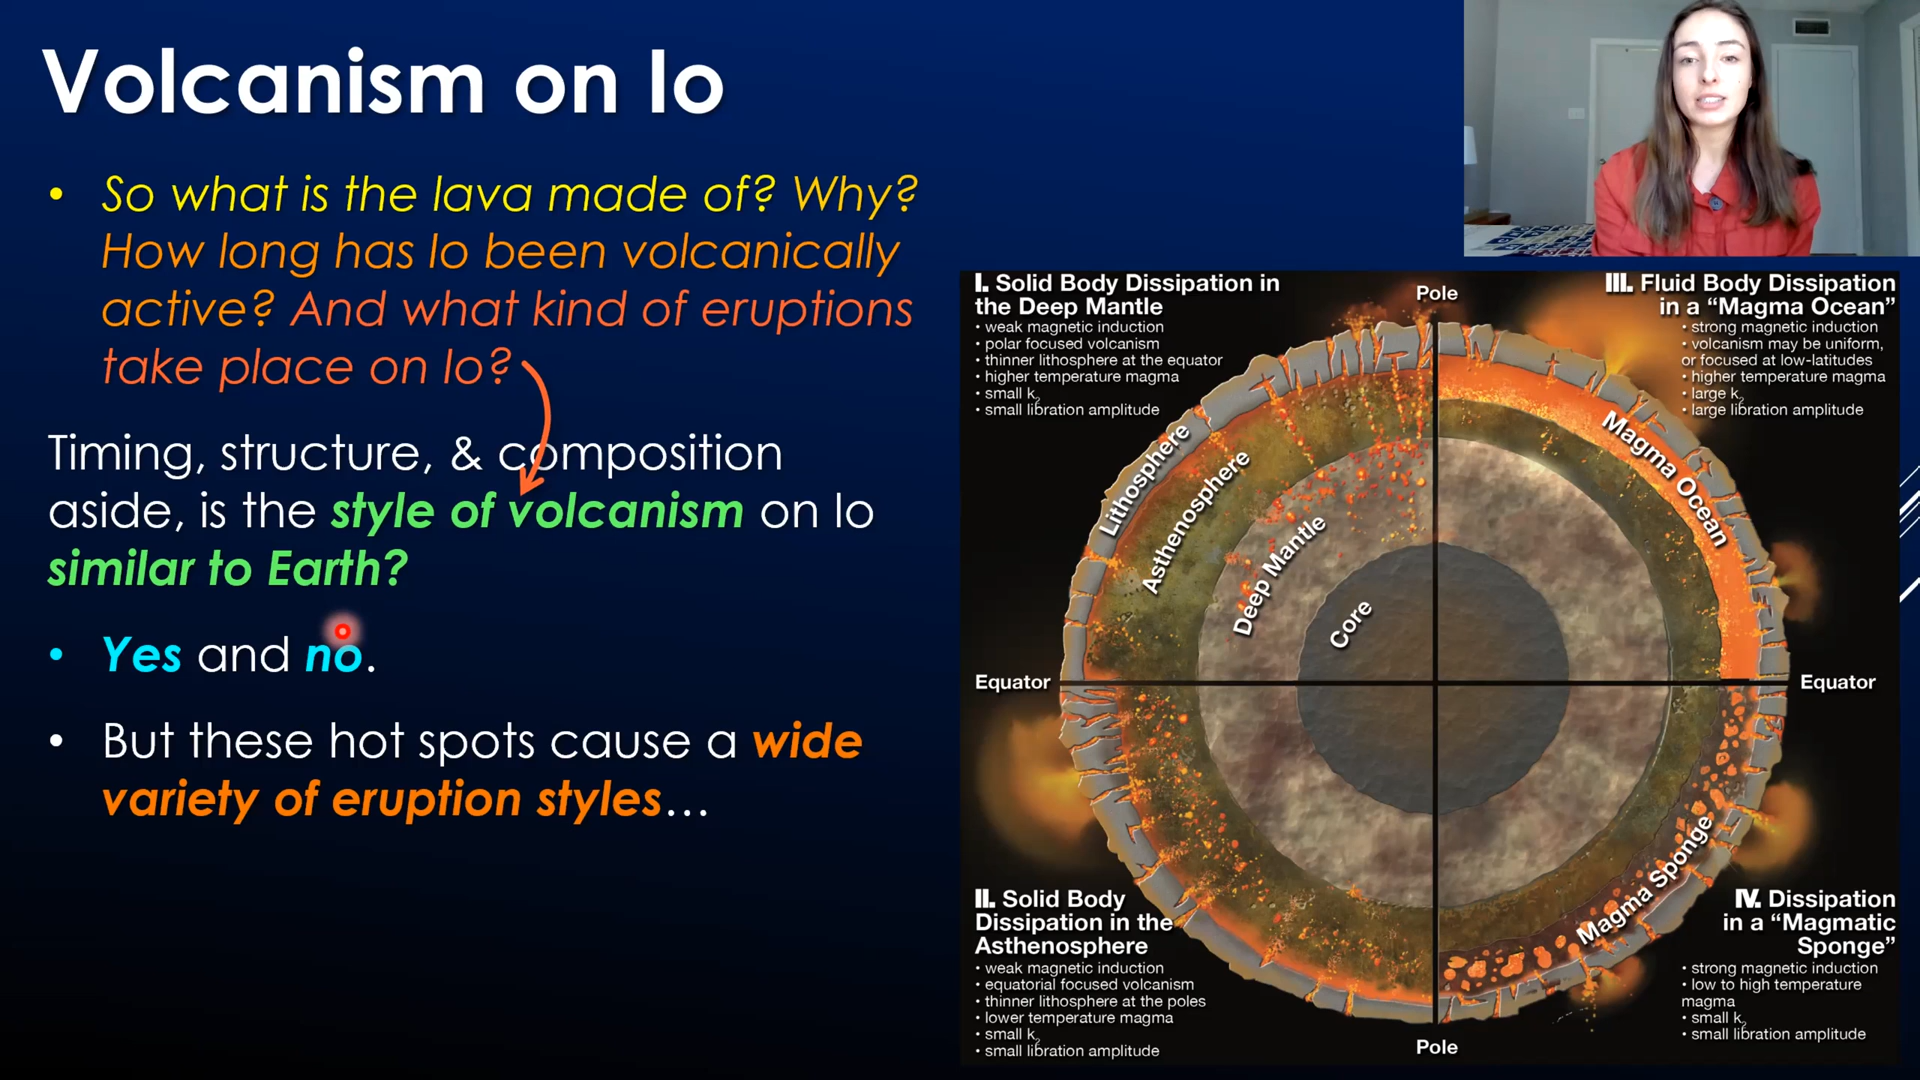 Volcanism on Io
• So what is the lava made of? Why?
How long has Io been volcanically
active? And what kind of eruptions
take place on Io?
Timing, structure, & composition
aside, is the style of volcanism on Io
similar to Earth?
• Yes and no.
• But these hot spots cause a wide
variety of eruption styles...
I. Solid Body Dissipation in
the Deep Mantle
• weak magnetic induction
• polar focused volcanism
• thinner lithosphere at the equator
• higher temperature magma
• small k2
• small libration amplitude
Pole
III. Fluid Body Dissipation
in a “Magma Ocean”
• strong magnetic induction
• volcanism may be uniform,
or focused at low-latitudes
• higher temperature magma
• large k2
• large libration amplitude
Lithosphere
Asthenosphere
Deep Mantle
Core
Magma Ocean
Equator
Equator
Magma Sponge
II. Solid Body
Dissipation in the
Asthenosphere
• weak magnetic induction
• equatorial focused volcanism
• thinner lithosphere at the poles
• lower temperature magma
• small k2
• small libration amplitude
IV. Dissipation
in a “Magmatic
Sponge”
• strong magnetic induction
• low to high temperature
magma
• small k2
• small libration amplitude
Pole